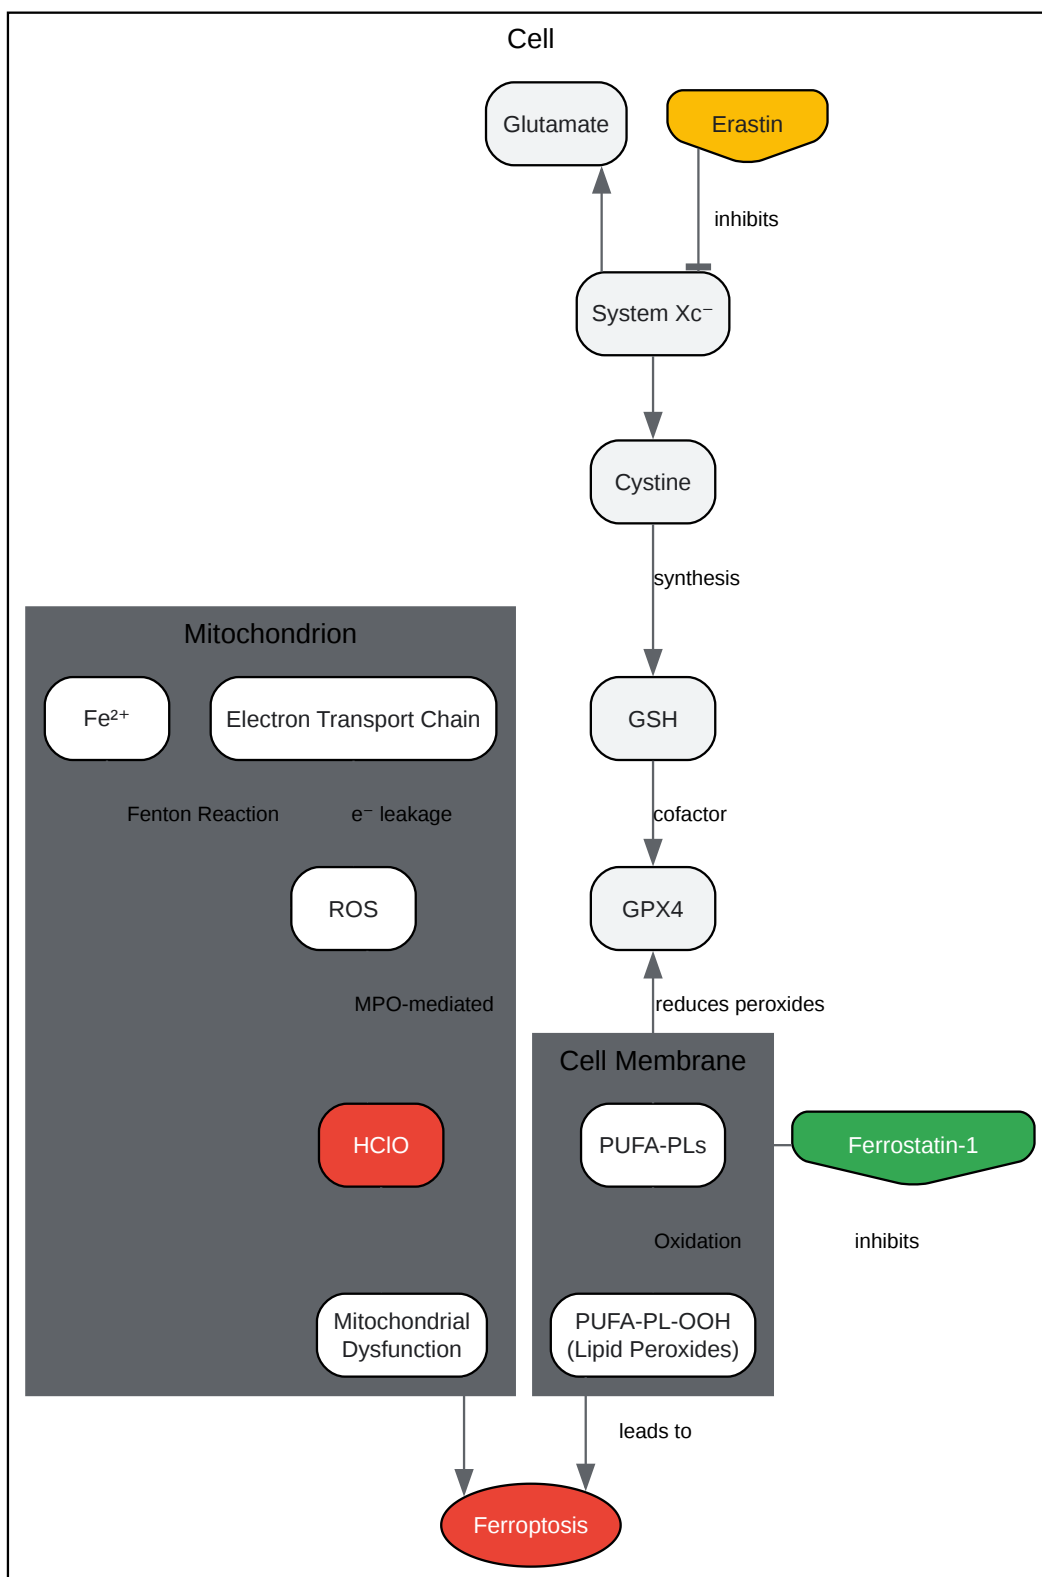 Cell
Glutamate
Erastin
inhibits
System Xc⁻
Cystine
synthesis
Mitochondrion
Fe²⁺
Electron Transport Chain
GSH
Fenton Reaction
e⁻ leakage
cofactor
ROS
GPX4
MPO-mediated
reduces peroxides
Cell Membrane
HClO
PUFA-PLs
Ferrostatin-1
Oxidation
inhibits
Mitochondrial
Dysfunction
PUFA-PL-OOH
(Lipid Peroxides)
leads to
Ferroptosis